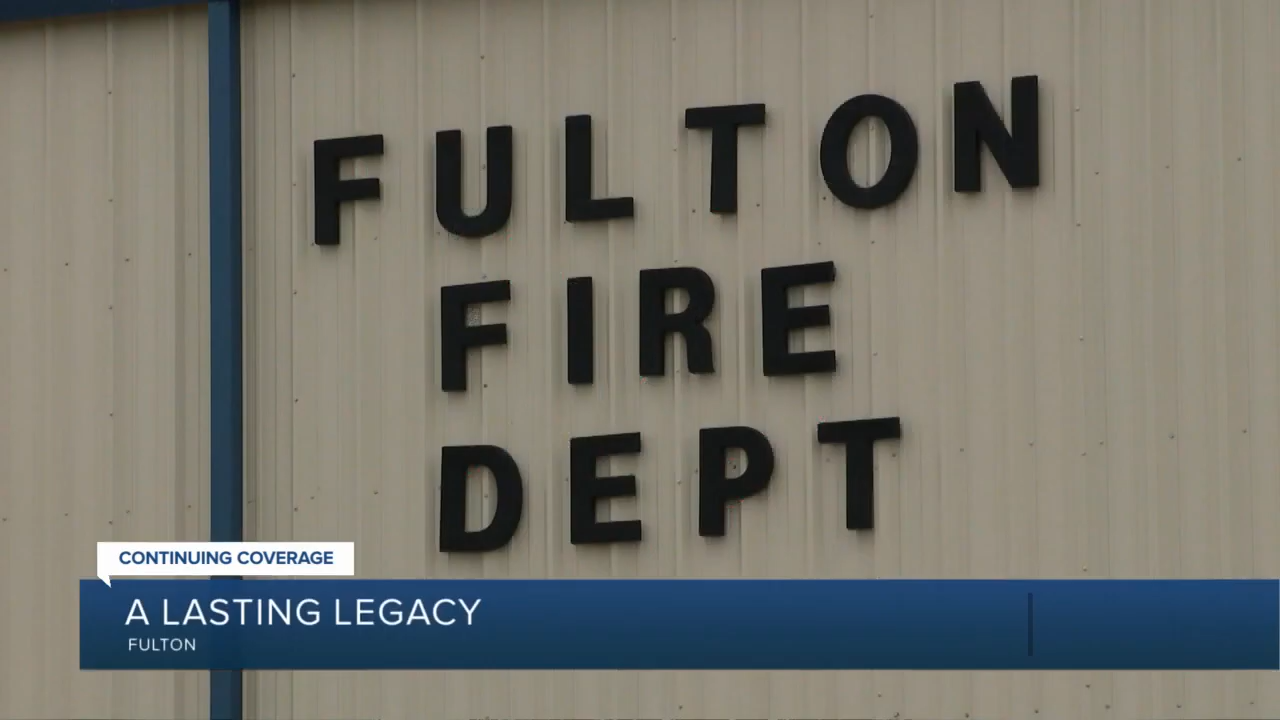 FULTON
FIRE
DEPT
CONTINUING COVERAGE
A LASTING LEGACY
FULTON